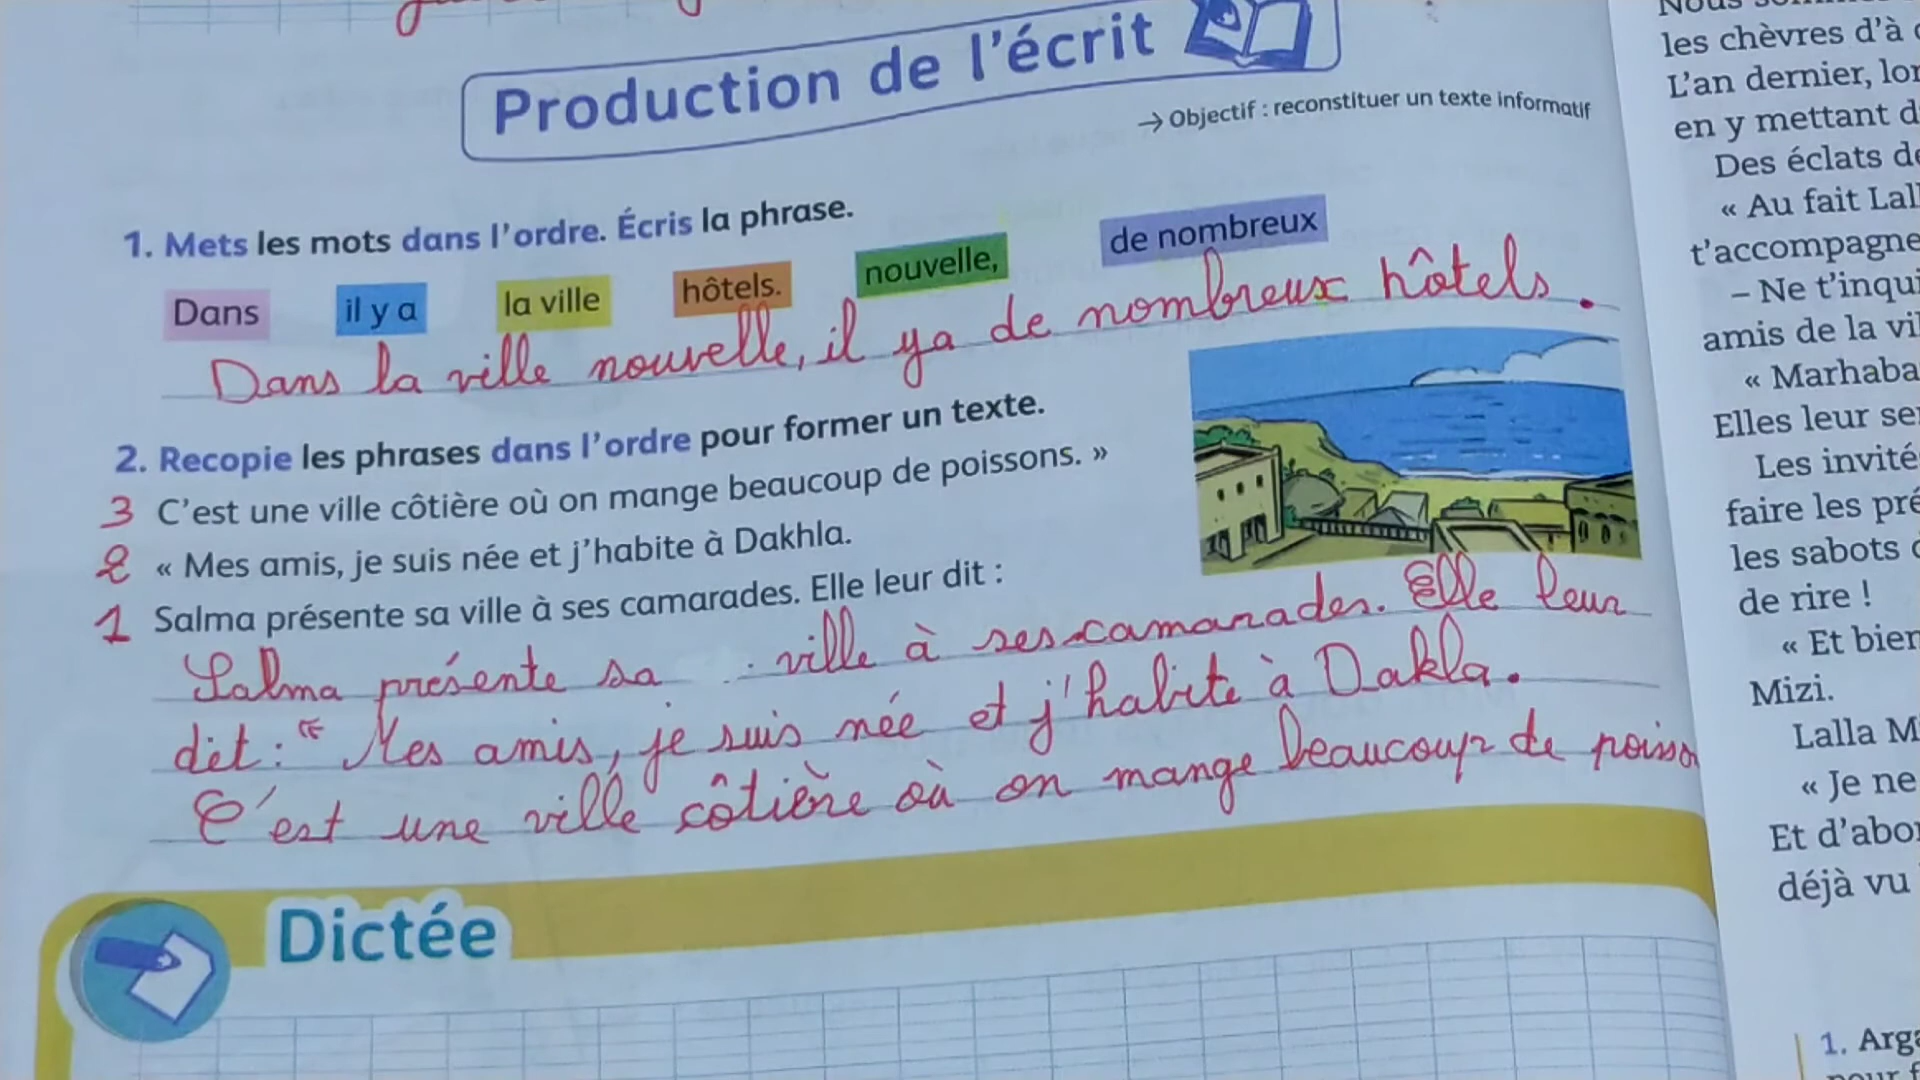 Production de l'écrit
→ Objectif : reconstituer un texte informatif
1. Mets les mots dans l'ordre. Écris la phrase.
Dans il y a la ville hôtels. nouvelle, de nombreux
Dans la ville nouvelle, il ya de nombreux hôtels.
2. Recopie les phrases dans l'ordre pour former un texte.
3 C'est une ville côtière où on mange beaucoup de poissons. »
2 « Mes amis, je suis née et j'habite à Dakhla.
1 Salma présente sa ville à ses camarades. Elle leur dit :
Salma présente sa ville à ses camarades. Elle leur
dit : « Mes amis, je suis née et j'habite à Dakla.
C'est une ville côtière où on mange beaucoup de poisso
Dictée
les chèvres d'à
L'an dernier, lor
en y mettant d
Des éclats de
« Au fait Lall
t'accompagne
– Ne t'inqui
amis de la vil
« Marhaba
Elles leur se
Les invité
faire les pré
les sabots
de rire !
« Et bien
Mizi.
Lalla M
« Je ne
Et d'abo
déjà vu
1. Arga